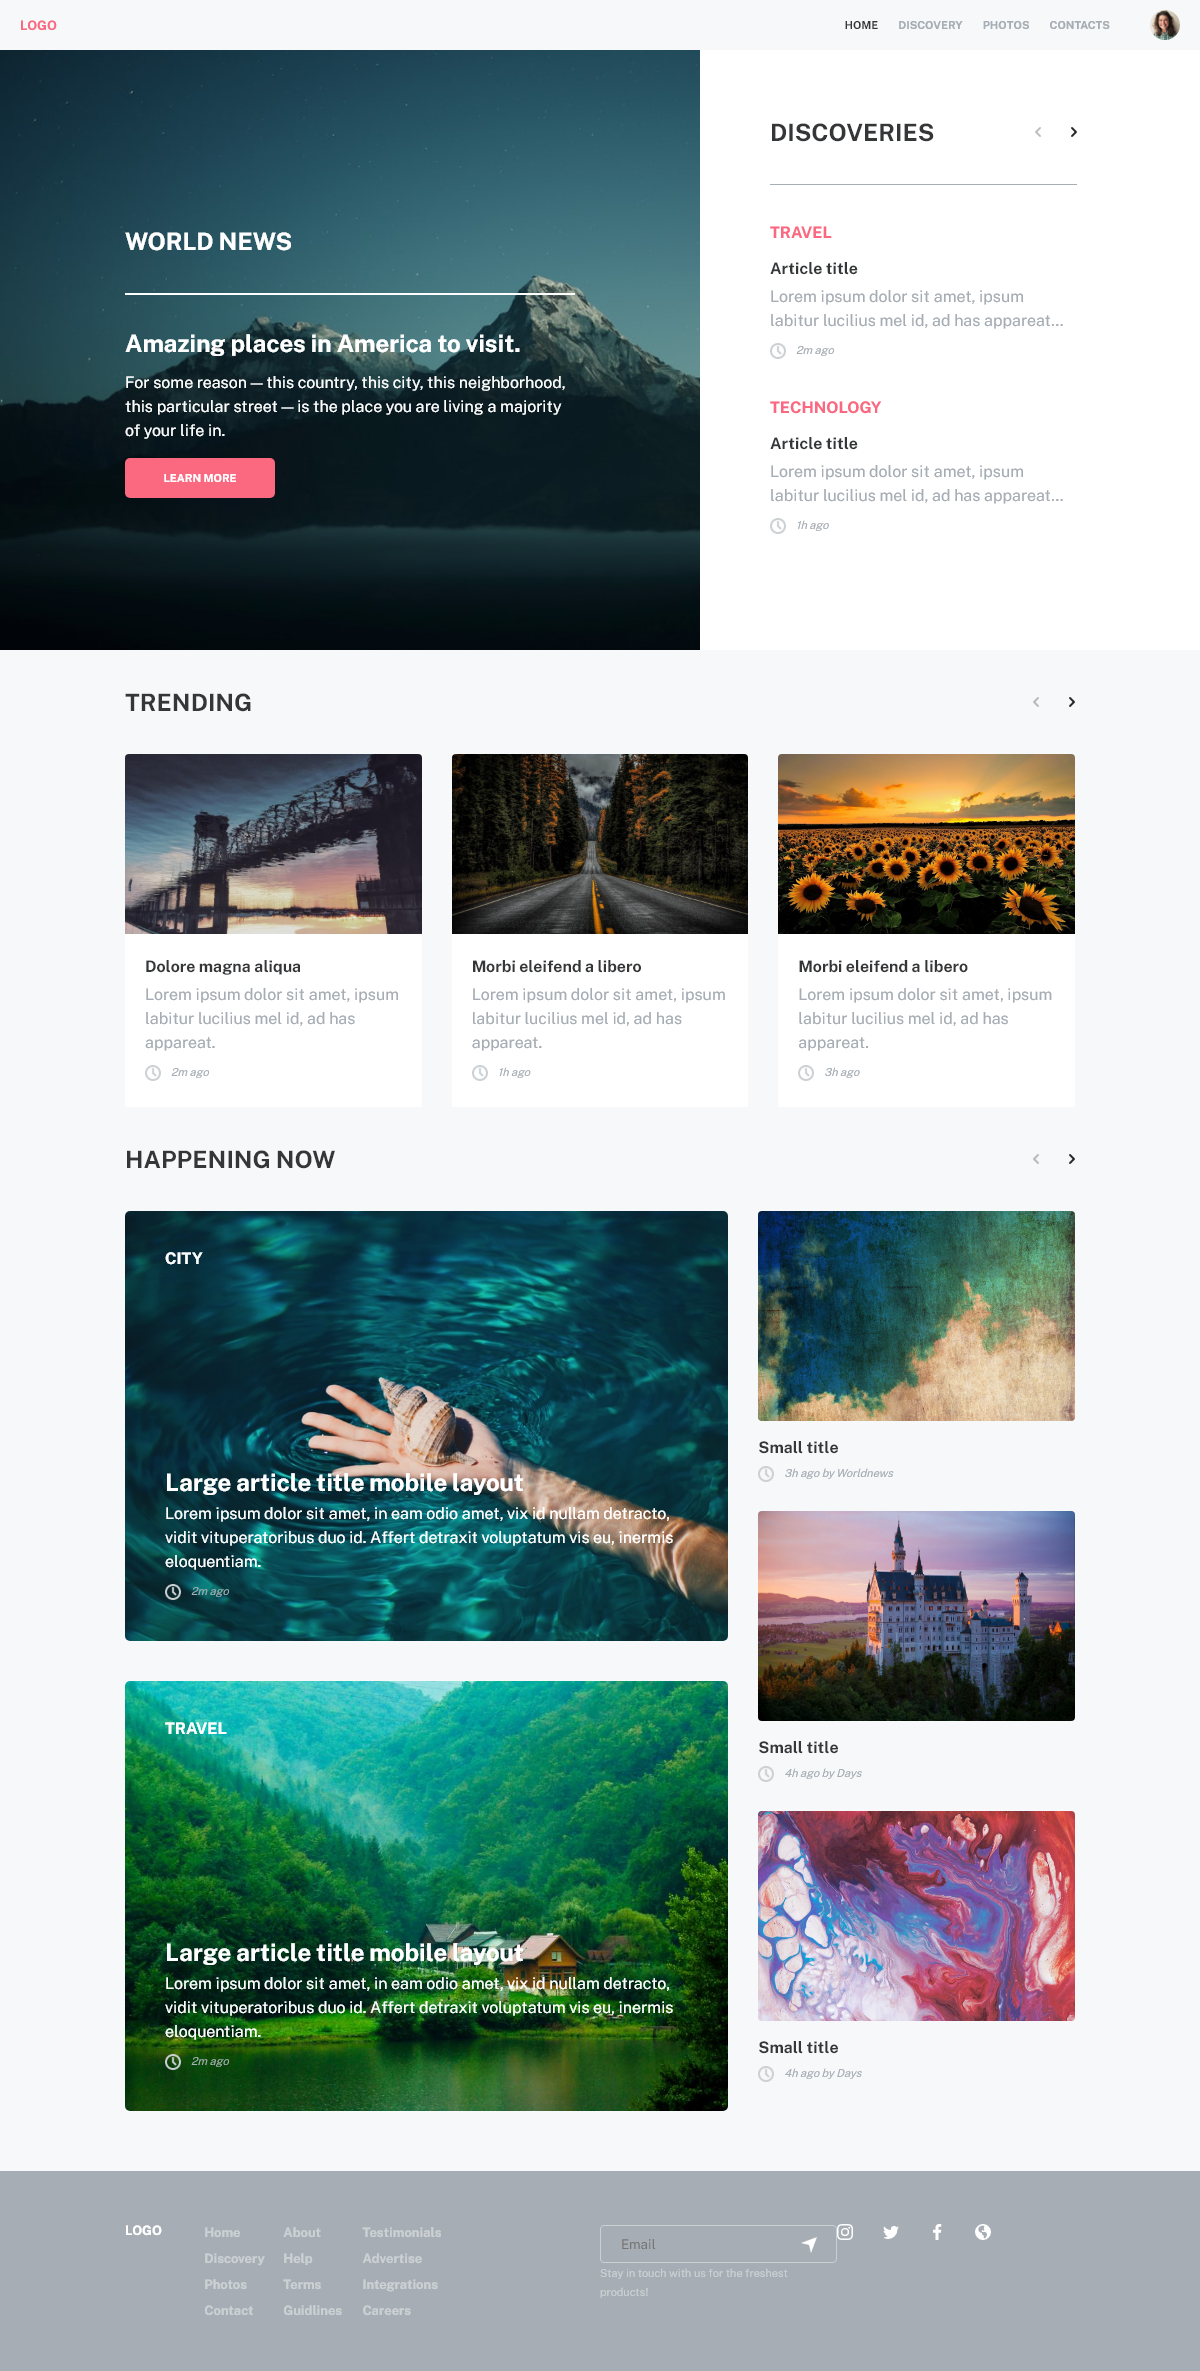 LOGO
HOME
DISCOVERY
PHOTOS
CONTACTS
WORLD NEWS
Amazing places in America to visit.
For some reason — this country, this city, this neighborhood,
this particular street — is the place you are living a majority
of your life in.
LEARN MORE
DISCOVERIES
TRAVEL
Article title
Lorem ipsum dolor sit amet, ipsum
labitur lucilius mel id, ad has appareat...
2m ago
TECHNOLOGY
Article title
Lorem ipsum dolor sit amet, ipsum
labitur lucilius mel id, ad has appareat...
1h ago
TRENDING
Dolore magna aliqua
Lorem ipsum dolor sit amet, ipsum
labitur lucilius mel id, ad has
appareat.
2m ago
Morbi eleifend a libero
Lorem ipsum dolor sit amet, ipsum
labitur lucilius mel id, ad has
appareat.
1h ago
Morbi eleifend a libero
Lorem ipsum dolor sit amet, ipsum
labitur lucilius mel id, ad has
appareat.
3h ago
HAPPENING NOW
CITY
Large article title mobile layout
Lorem ipsum dolor sit amet, in eam odio amet, vix id nullam detracto,
vidit vituperatoribus duo id. Affert detraxit voluptatum vis eu, inermis
eloquentiam.
2m ago
TRAVEL
Large article title mobile layout
Lorem ipsum dolor sit amet, in eam odio amet, vix id nullam detracto,
vidit vituperatoribus duo id. Affert detraxit voluptatum vis eu, inermis
eloquentiam.
2m ago
Small title
3h ago by Worldnews
Small title
4h ago by Days
Small title
4h ago by Days
LOGO
Home
Discovery
Photos
Contact
About
Help
Terms
Guidlines
Testimonials
Advertise
Integrations
Careers
Email
Stay in touch with us for the freshest
products!